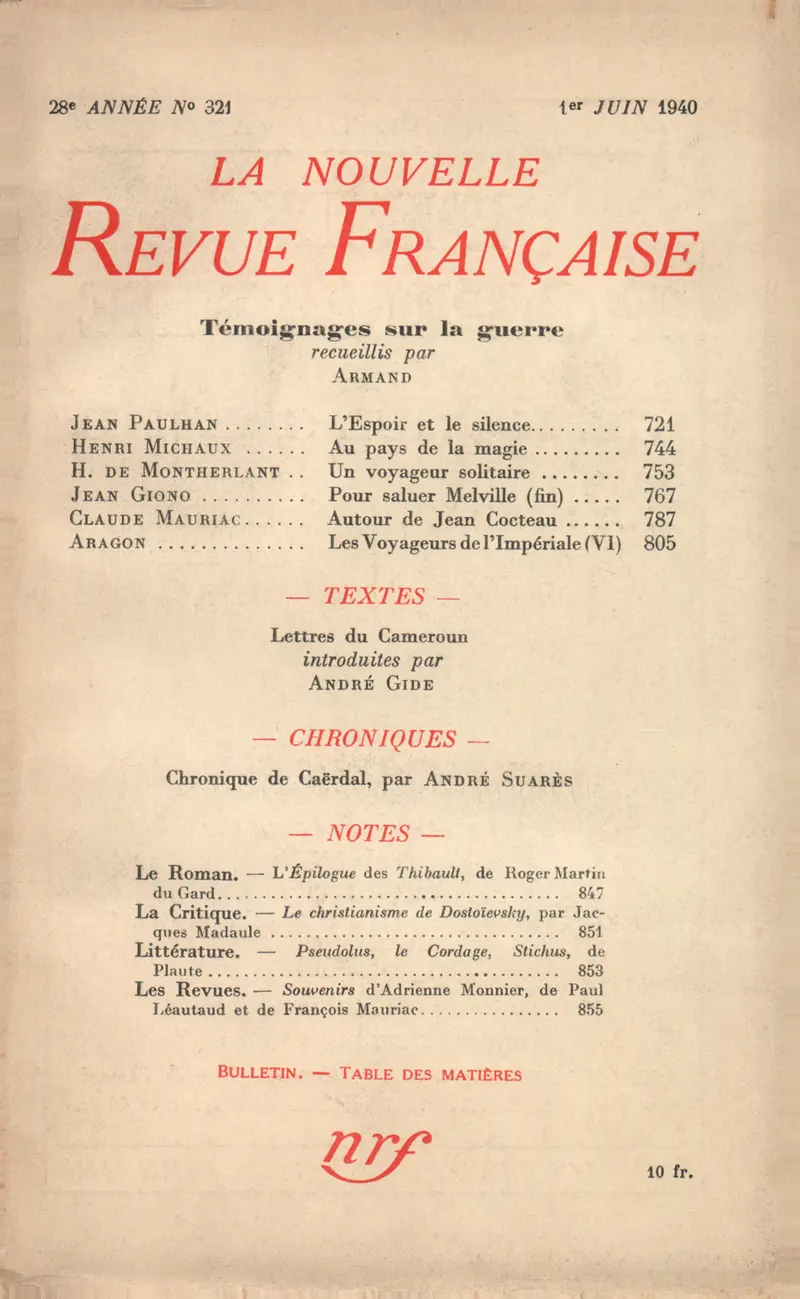 28e ANNÉE No 321
1er JUIN 1940
LA NOUVELLE
REVUE FRANÇAISE
Témoignages sur la guerre
recueillis par
ARMAND
JEAN PAULHAN ........ L'Espoir et le silence......... 721
HENRI MICHAUX ...... Au pays de la magie ......... 744
H. DE MONTHERLANT .. Un voyageur solitaire ........ 753
JEAN GIONO .......... Pour saluer Melville (fin) ..... 767
CLAUDE MAURIAC...... Autour de Jean Cocteau ...... 787
ARAGON .............. Les Voyageurs de l'Impériale (VI) 805
— TEXTES —
Lettres du Cameroun
introduites par
ANDRÉ GIDE
— CHRONIQUES —
Chronique de Caërdal, par ANDRÉ SUARÈS
— NOTES —
Le Roman. — L'Épilogue des Thibault, de Roger Martin
du Gard........................................ 847
La Critique. — Le christianisme de Dostoïevsky, par Jac-
ques Madaule .................................. 851
Littérature. — Pseudolus, le Cordage, Stichus, de
Plaute ......................................... 853
Les Revues. — Souvenirs d'Adrienne Monnier, de Paul
Léautaud et de François Mauriac................ 855
BULLETIN. — TABLE DES MATIÈRES
nrf
10 fr.